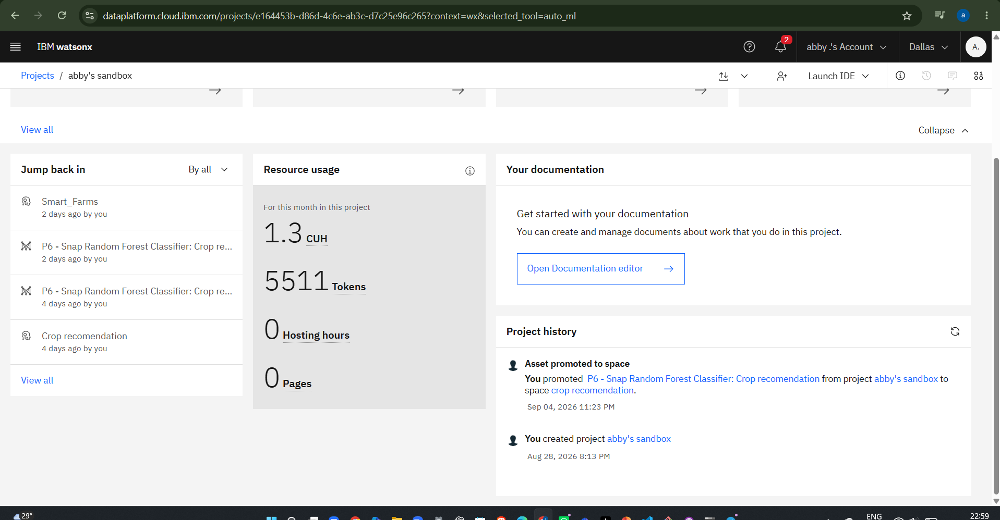 dataplatform.cloud.ibm.com/projects/e164453b-d86d-4c6e-ab3c-d7c25e96c265?context=wx&selected_tool=auto_ml
a
IBM watsonx
2
abby .'s Account
Dallas
A.
Projects / abby's sandbox
Launch IDE
View all
Collapse
Jump back in
By all
Smart_Farms
2 days ago by you
P6 - Snap Random Forest Classifier: Crop re...
2 days ago by you
P6 - Snap Random Forest Classifier: Crop re...
4 days ago by you
Crop recomendation
4 days ago by you
View all
Resource usage
For this month in this project
1.3 CUH
5511 Tokens
0 Hosting hours
0 Pages
Your documentation
Get started with your documentation
You can create and manage documents about work that you do in this project.
Open Documentation editor
Project history
Asset promoted to space
You promoted P6 - Snap Random Forest Classifier: Crop recomendation from project abby's sandbox to
space crop recomendation.
Sep 04, 2026 11:23 PM
You created project abby's sandbox
Aug 28, 2026 8:13 PM
29°
ENG
22:59